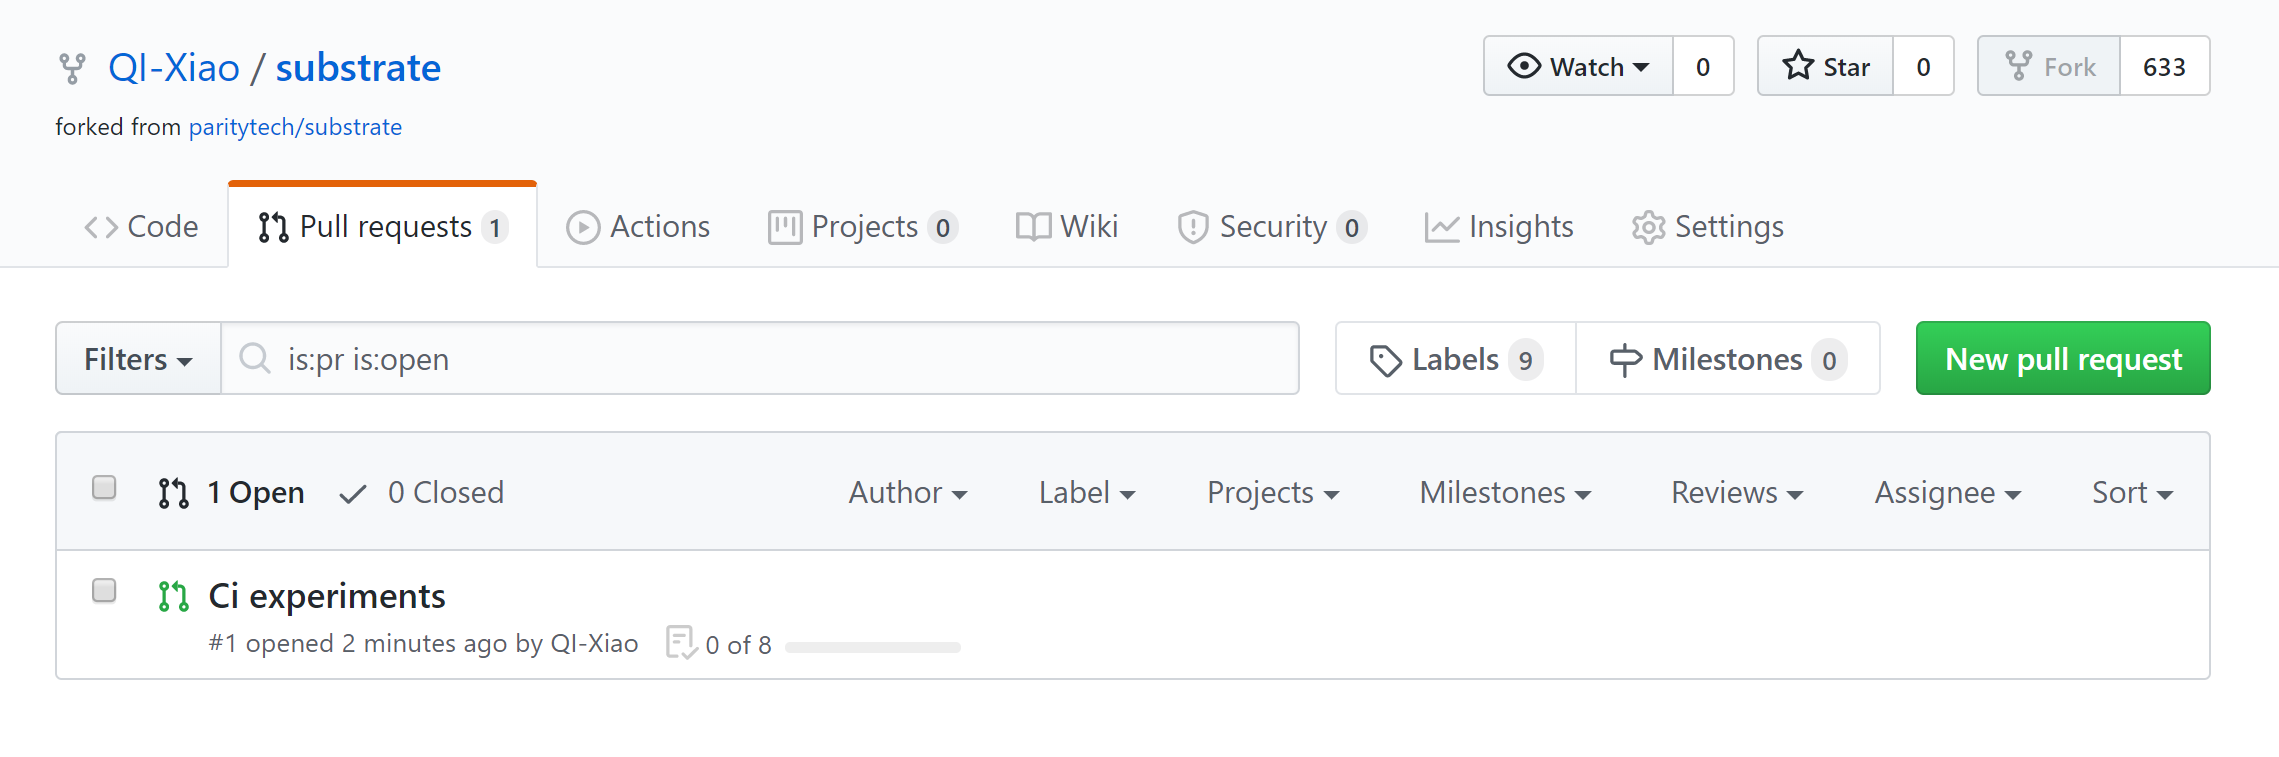 QI-Xiao / substrate
Watch 0 Star 0 Fork 633
forked from paritytech/substrate
Code Pull requests 1 Actions Projects 0 Wiki Security 0 Insights Settings
Filters is:pr is:open Labels 9 Milestones 0 New pull request
1 Open 0 Closed Author Label Projects Milestones Reviews Assignee Sort
Ci experiments
#1 opened 2 minutes ago by QI-Xiao 0 of 8